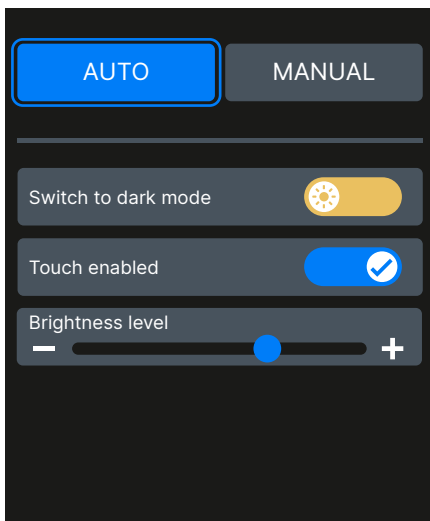 AUTO
MANUAL
Switch to dark mode
Touch enabled
Brightness level